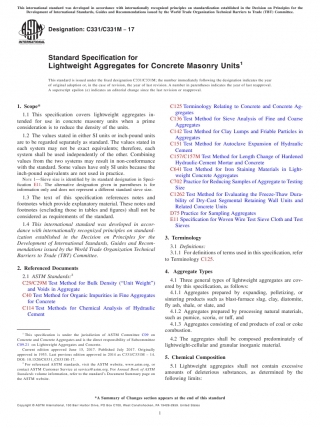 This international standard was developed in accordance with internationally recognized principles on standardization established in the Decision on Principles for the
Development of International Standards, Guides and Recommendations issued by the World Trade Organization Technical Barriers to Trade (TBT) Committee.
Designation: C331/C331M – 17
Standard Specification for
Lightweight Aggregates for Concrete Masonry Units1
This standard is issued under the fixed designation C331/C331M; the number immediately following the designation indicates the year
of original adoption or, in the case of revision, the year of last revision. A number in parentheses indicates the year of last reapproval.
A superscript epsilon (ε) indicates an editorial change since the last revision or reapproval.
1. Scope*
1.1 This specification covers lightweight aggregates in-
tended for use in concrete masonry units when a prime
consideration is to reduce the density of the units.
1.2 The values stated in either SI units or inch-pound units
are to be regarded separately as standard. The values stated in
each system may not be exact equivalents; therefore, each
system shall be used independently of the other. Combining
values from the two systems may result in non-conformance
with the standard. Some values have only SI units because the
inch-pound equivalents are not used in practice.
NOTE 1—Sieve size is identified by its standard designation in Speci-
fication E11. The alternative designation given in parentheses is for
information only and does not represent a different standard sieve size.
1.3 The text of this specification references notes and
footnotes which provide explanatory material. These notes and
footnotes (excluding those in tables and figures) shall not be
considered as requirements of the standard.
1.4 This international standard was developed in accor-
dance with internationally recognized principles on standard-
ization established in the Decision on Principles for the
Development of International Standards, Guides and Recom-
mendations issued by the World Trade Organization Technical
Barriers to Trade (TBT) Committee.
2. Referenced Documents
2.1 ASTM Standards:2
C29/C29M Test Method for Bulk Density ("Unit Weight")
and Voids in Aggregate
C40 Test Method for Organic Impurities in Fine Aggregates
for Concrete
C114 Test Methods for Chemical Analysis of Hydraulic
Cement
1 This specification is under the jurisdiction of ASTM Committee C09 on
Concrete and Concrete Aggregates and is the direct responsibility of Subcommittee
C09.21 on Lightweight Aggregates and Concrete.
Current edition approved June 15, 2017. Published July 2017. Originally
approved in 1953. Last previous edition approved in 2014 as C331/C331M – 14.
DOI: 10.1520/C0331_C0331M-17.
2 For referenced ASTM standards, visit the ASTM website, www.astm.org, or
contact ASTM Customer Service at service@astm.org. For Annual Book of ASTM
Standards volume information, refer to the standard's Document Summary page on
the ASTM website.
C125 Terminology Relating to Concrete and Concrete Ag-
gregates
C136 Test Method for Sieve Analysis of Fine and Coarse
Aggregates
C142 Test Method for Clay Lumps and Friable Particles in
Aggregates
C151 Test Method for Autoclave Expansion of Hydraulic
Cement
C157/C157M Test Method for Length Change of Hardened
Hydraulic-Cement Mortar and Concrete
C641 Test Method for Iron Staining Materials in Light-
weight Concrete Aggregates
C702 Practice for Reducing Samples of Aggregate to Testing
Size
C1262 Test Method for Evaluating the Freeze-Thaw Dura-
bility of Dry-Cast Segmental Retaining Wall Units and
Related Concrete Units
D75 Practice for Sampling Aggregates
E11 Specification for Woven Wire Test Sieve Cloth and Test
Sieves
3. Terminology
3.1 Definitions:
3.1.1 For definitions of terms used in this specification, refer
to Terminology C125.
4. Aggregate Types
4.1 Three general types of lightweight aggregates are cov-
ered by this specification, as follows:
4.1.1 Aggregates prepared by expanding, pelletizing, or
sintering products such as blast-furnace slag, clay, diatomite,
fly ash, shale, or slate, and
4.1.2 Aggregates prepared by processing natural materials,
such as pumice, scoria, or tuff, and
4.1.3 Aggregates consisting of end products of coal or coke
combustion.
4.2 The aggregates shall be composed predominately of
lightweight-cellular and granular inorganic material.
5. Chemical Composition
5.1 Lightweight aggregates shall not contain excessive
amounts of deleterious substances, as determined by the
following limits:
*A Summary of Changes section appears at the end of this standard
Copyright © ASTM International, 100 Barr Harbor Drive, PO Box C700, West Conshohocken, PA 19428-2959. United States
1